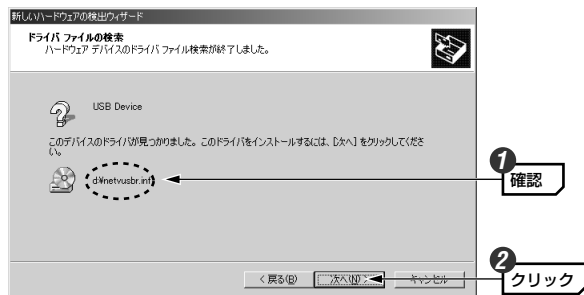 新しいハードウェアの検出ウィザード
ドライバ ファイルの検索
ハードウェア デバイスのドライバ ファイル検索が終了しました。
USB Device
このデバイスのドライバが見つかりました。このドライバをインストールするには、[次へ] をクリックしてくださ
い。
d¥netvusbr.inf
1
確認
< 戻る(B)
次へ(N) >
キャンセル
2
クリック